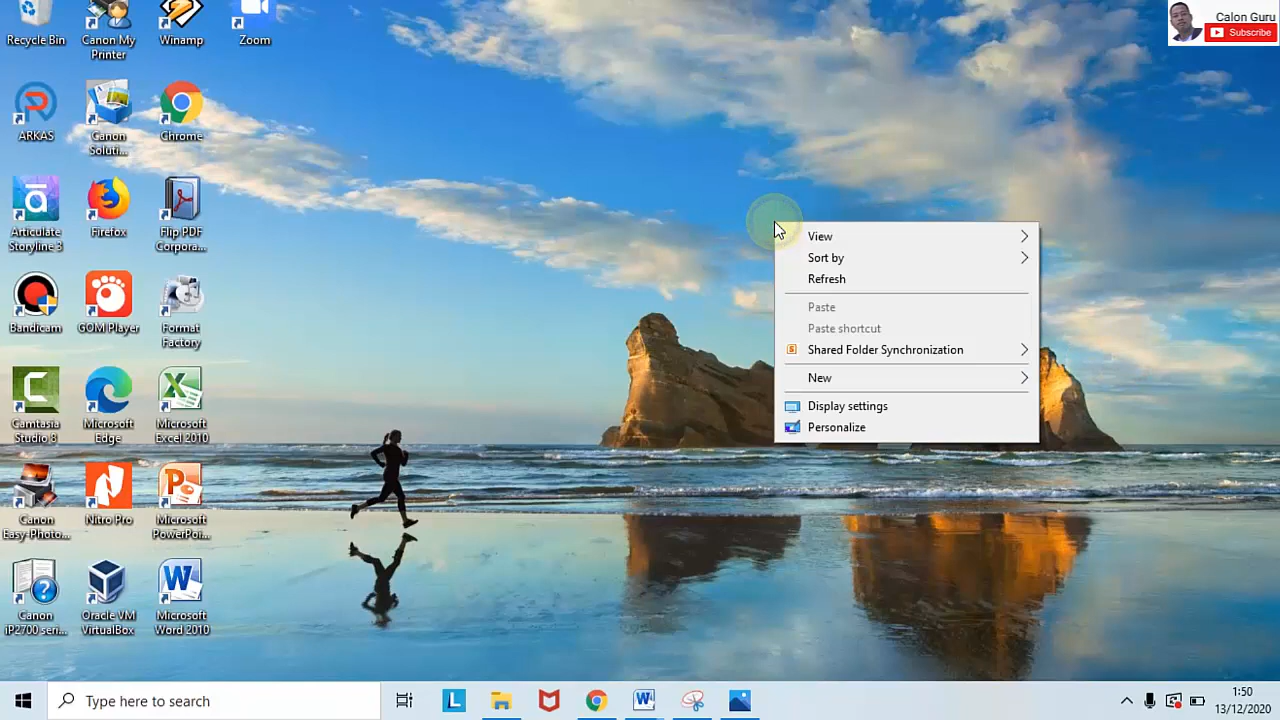 Recycle Bin
Canon My
Printer
Winamp
Zoom
Calon Guru
Subscribe
ARKAS
Canon
Soluti...
Chrome
Articulate
Storyline 3
Firefox
Flip PDF
Corpora...
Bandicam
GOM Player
Format
Factory
Camtasia
Studio 8
Microsoft
Edge
Microsoft
Excel 2010
Canon
Easy-Photo...
Nitro Pro
Microsoft
PowerPoi...
Canon
iP2700 seri...
Oracle VM
VirtualBox
Microsoft
Word 2010
View
Sort by
Refresh
Paste
Paste shortcut
Shared Folder Synchronization
New
Display settings
Personalize
Type here to search
1:50
13/12/2020